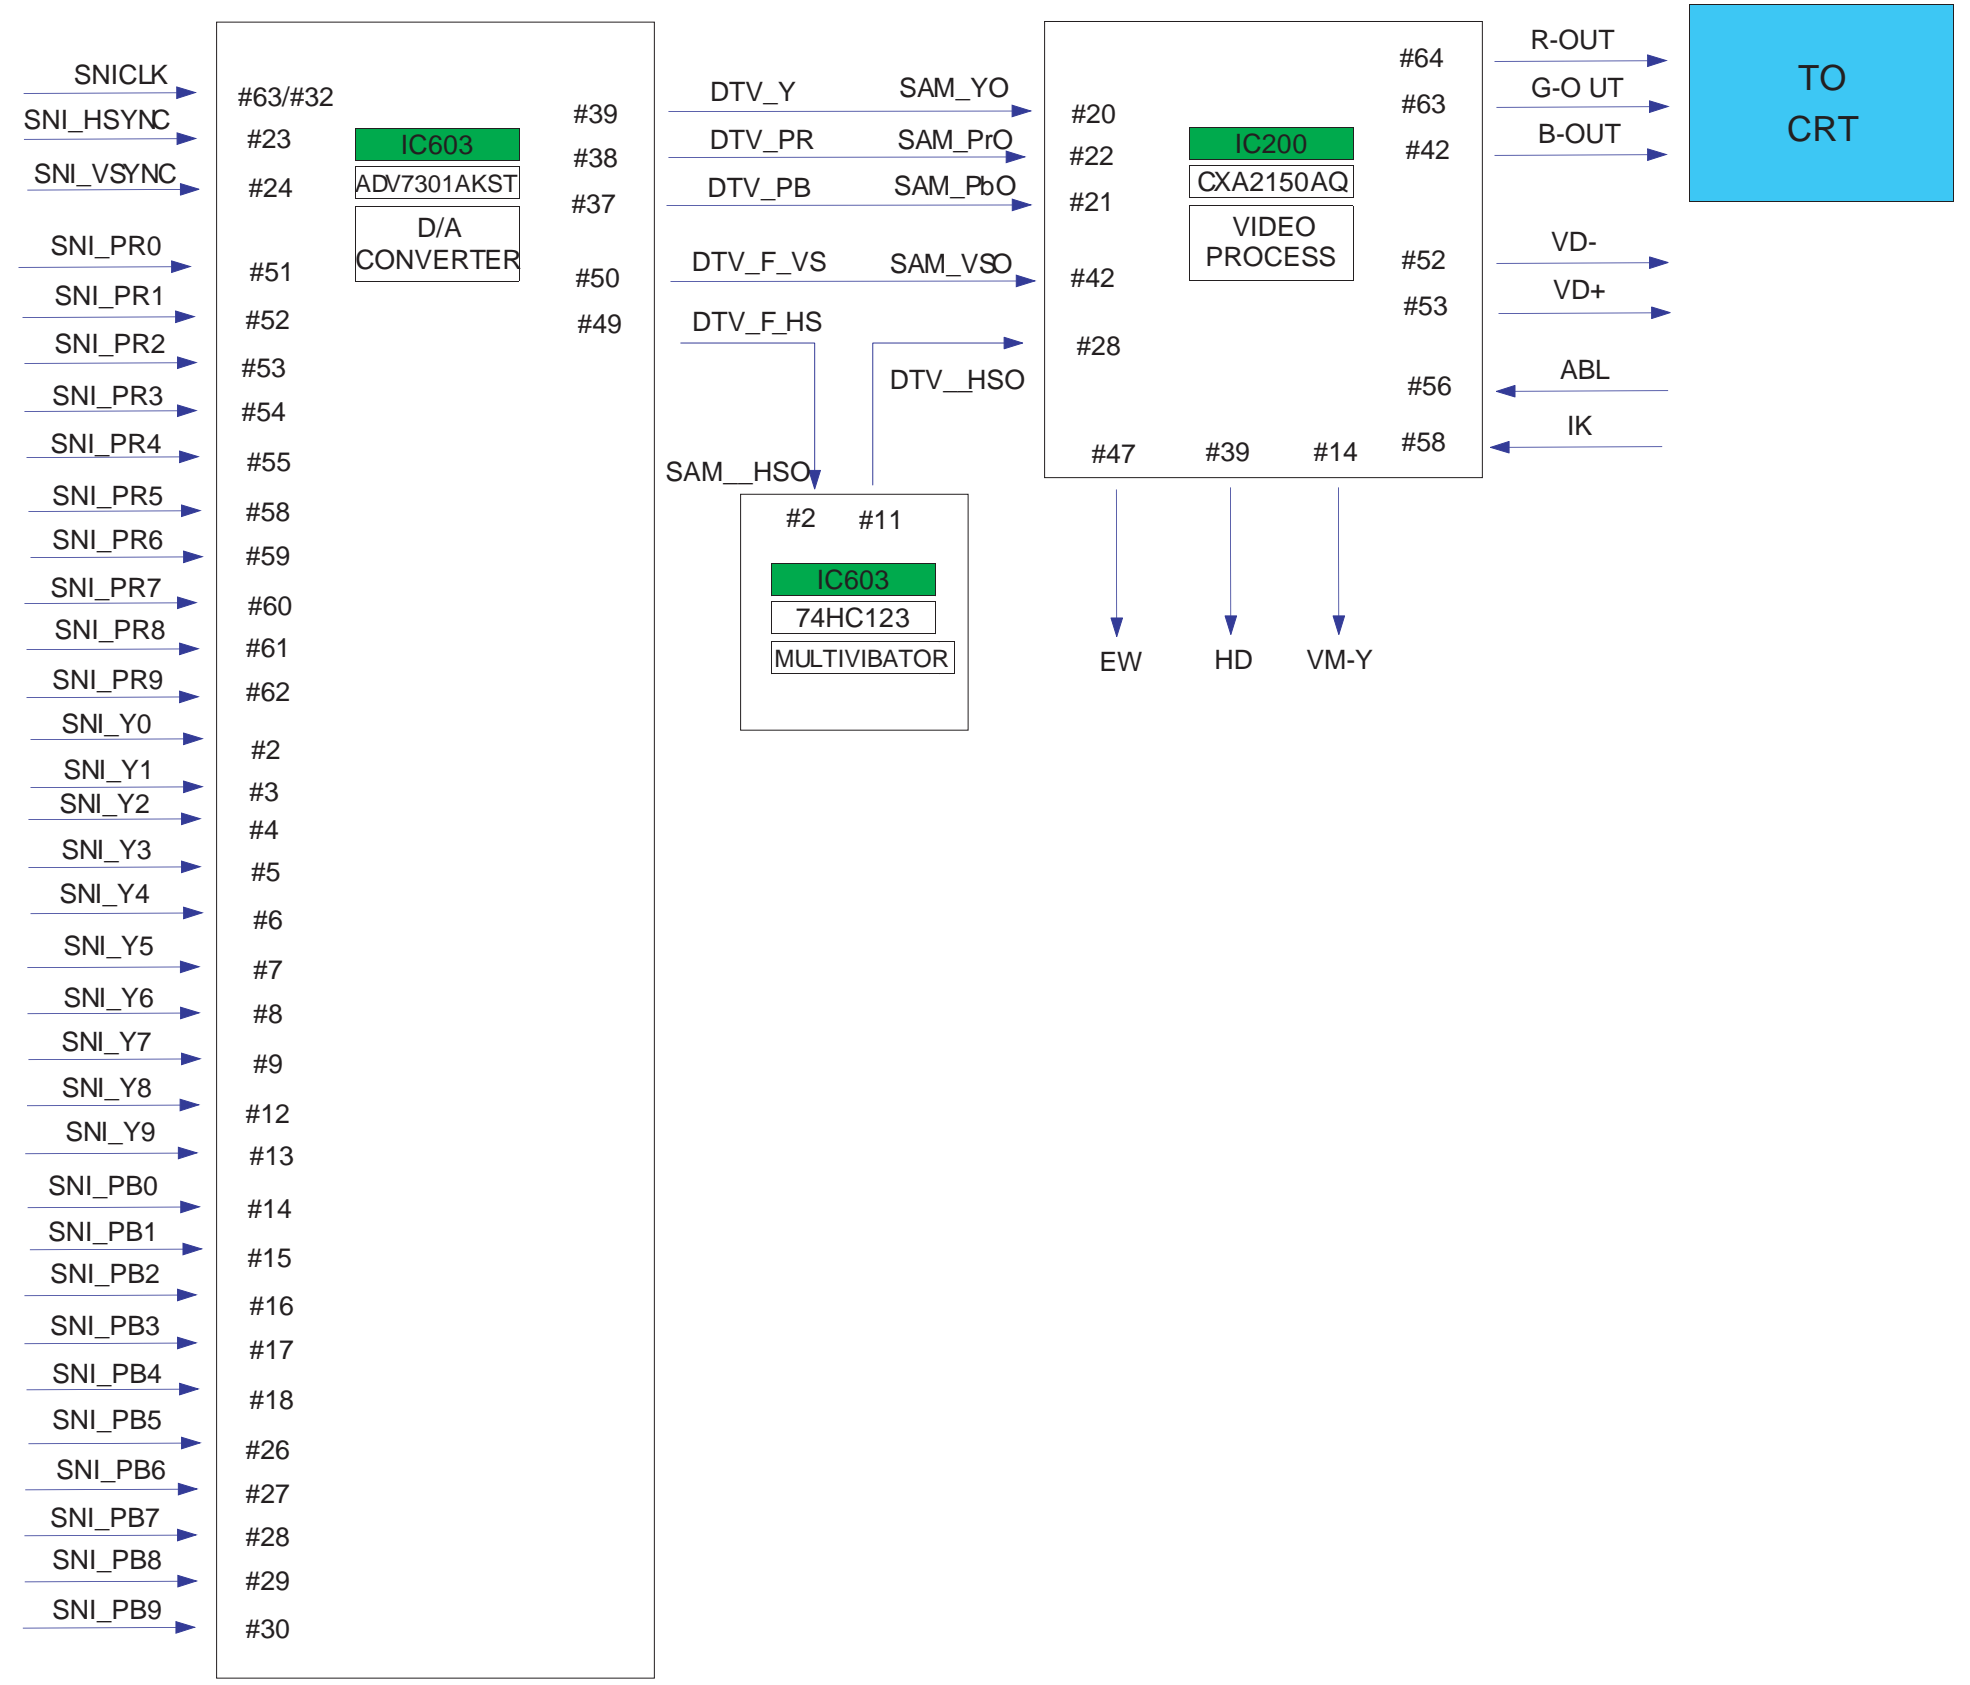 SNICLK
SNI_HSYNC
SNI_VSYNC
SNI_PR0
SNI_PR1
SNI_PR2
SNI_PR3
SNI_PR4
SNI_PR5
SNI_PR6
SNI_PR7
SNI_PR8
SNI_PR9
SNI_Y0
SNI_Y1
SNI_Y2
SNI_Y3
SNI_Y4
SNI_Y5
SNI_Y6
SNI_Y7
SNI_Y8
SNI_Y9
SNI_PB0
SNI_PB1
SNI_PB2
SNI_PB3
SNI_PB4
SNI_PB5
SNI_PB6
SNI_PB7
SNI_PB8
SNI_PB9
#63/#32
#23
#24
#51
#52
#53
#54
#55
#58
#59
#60
#61
#62
#2
#3
#4
#5
#6
#7
#8
#9
#12
#13
#14
#15
#16
#17
#18
#26
#27
#28
#29
#30
IC603
ADV7301AKST
D/A
CONVERTER
#39
#38
#37
#50
#49
DTV_Y SAM_YO
DTV_PR SAM_PrO
DTV_PB SAM_PbO
DTV_F_VS SAM_VSO
DTV_F_HS
DTV__HSO
SAM__HSO
#2 #11
IC603
74HC123
MULTIVIBATOR
#20
#22
#21
#42
#28
IC200
CXA2150AQ
VIDEO
PROCESS
#64
#63
#42
#52
#53
#56
#58
#47 #39 #14
EW HD VM-Y
R-OUT
G-O UT
B-OUT
VD-
VD+
ABL
IK
TO
CRT